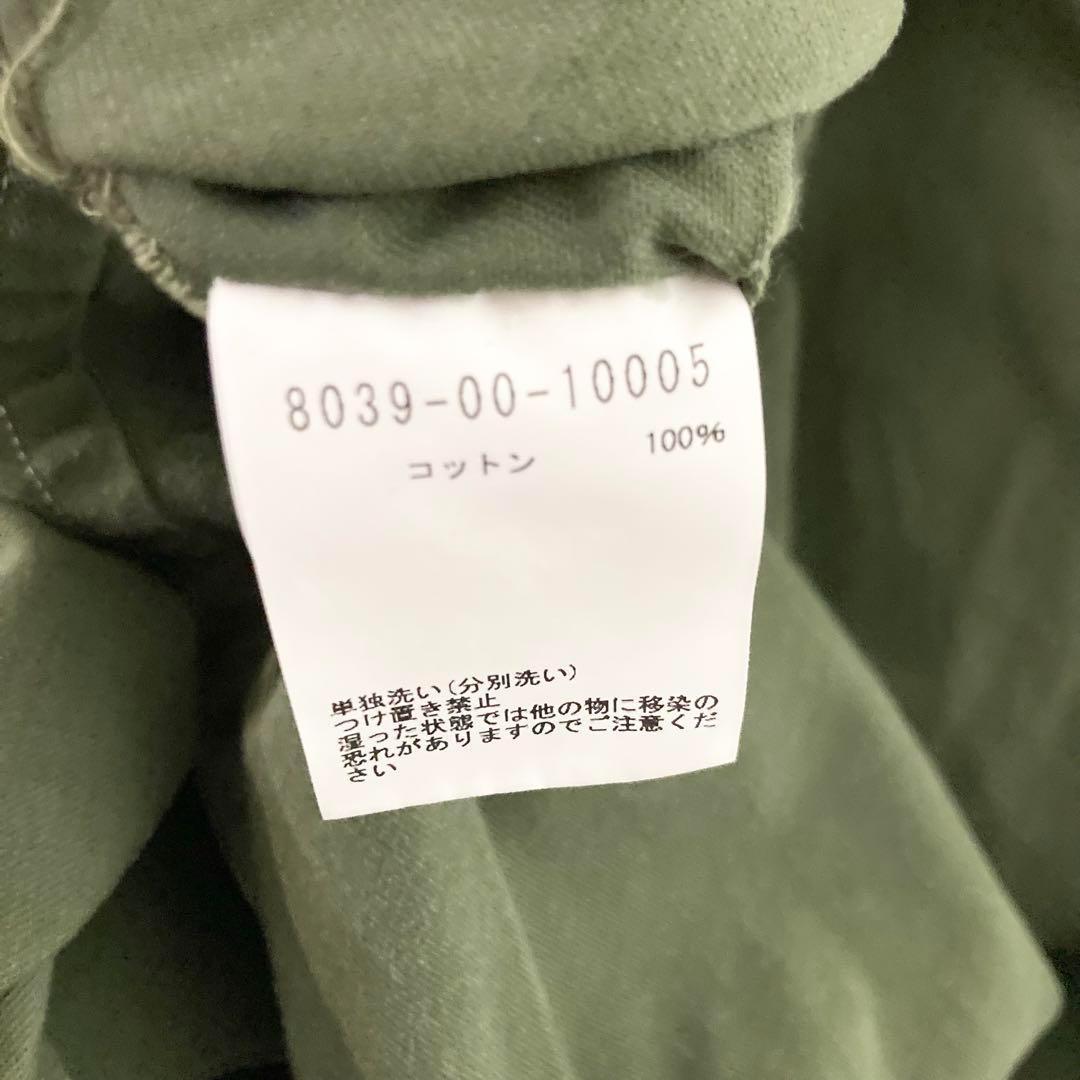 8039-00-10005
コットン 100%
単独洗い(分別洗い)
つけ置き禁止
湿った状態では他の物に移染の
恐れがありますのでご注意くだ
さい